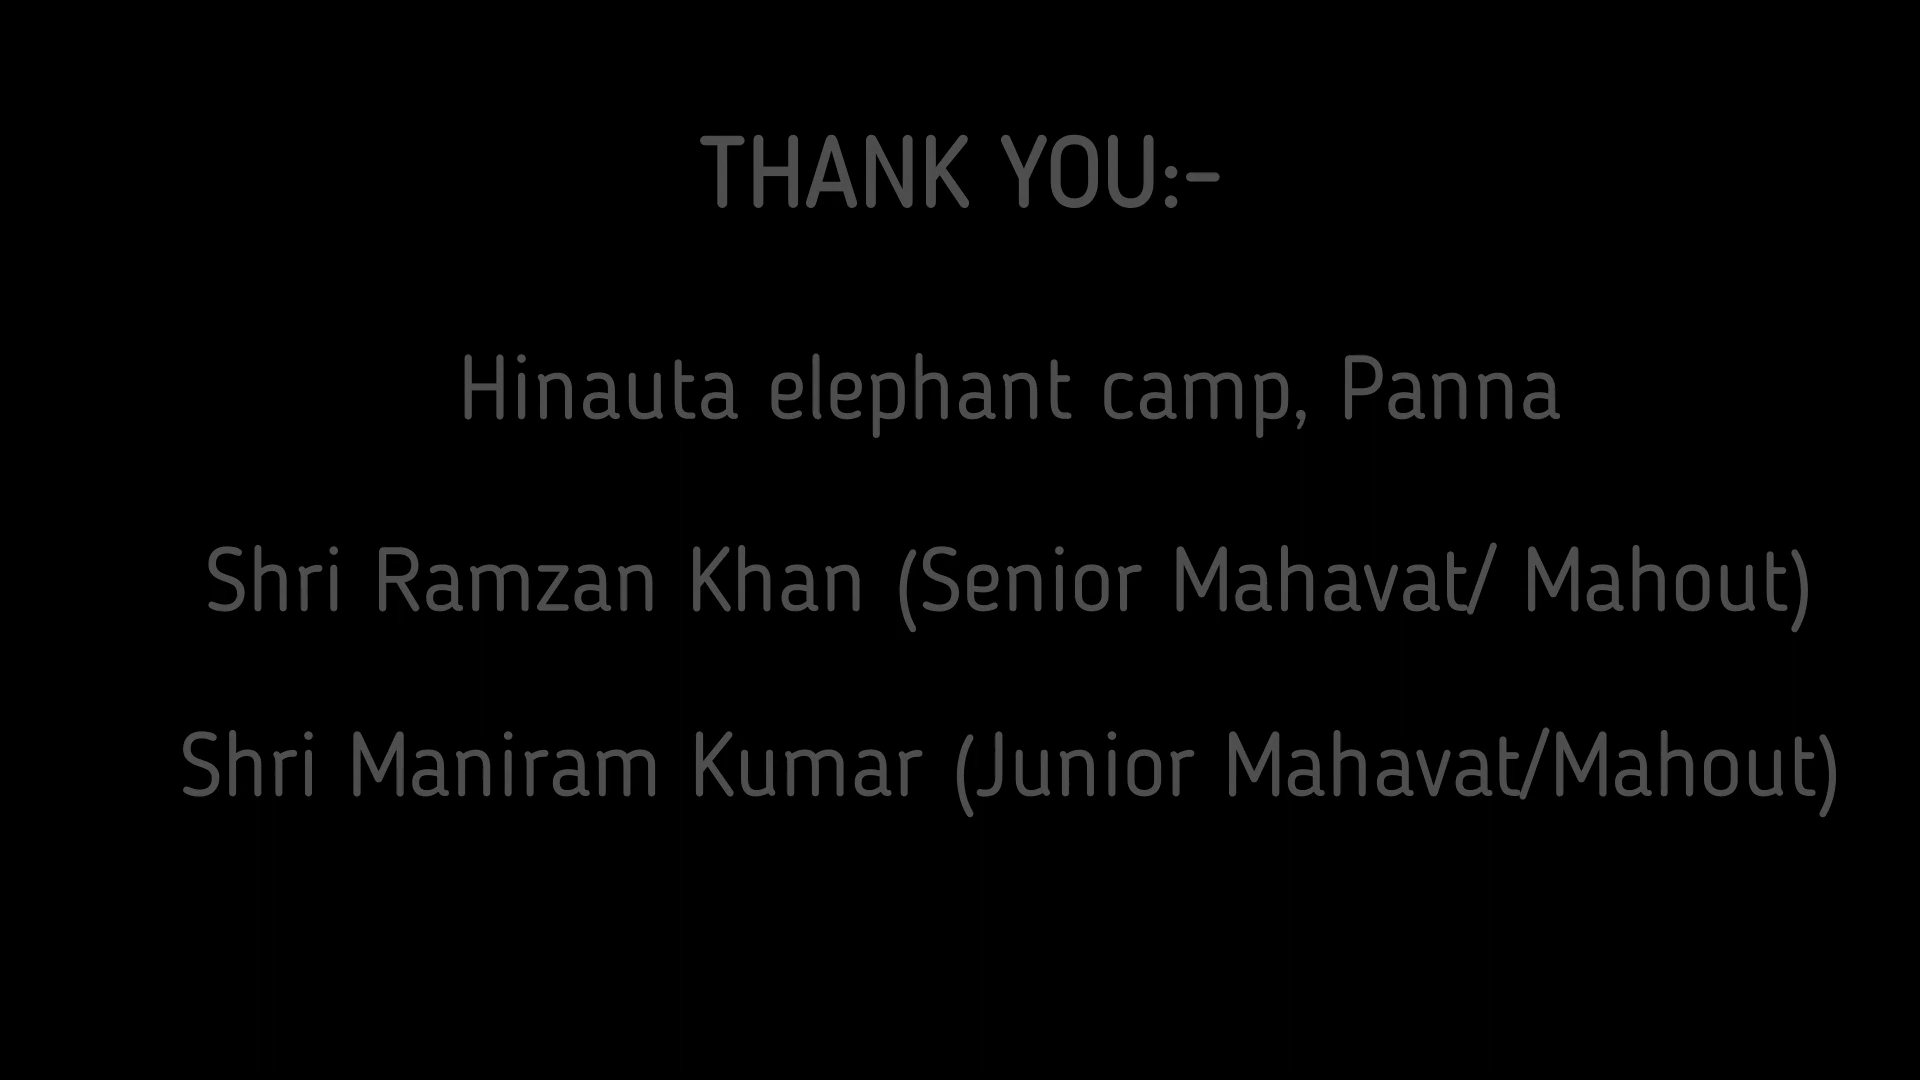 THANK YOU:-
Hinauta elephant camp, Panna
Shri Ramzan Khan (Senior Mahavat/ Mahout)
Shri Maniram Kumar (Junior Mahavat/Mahout)